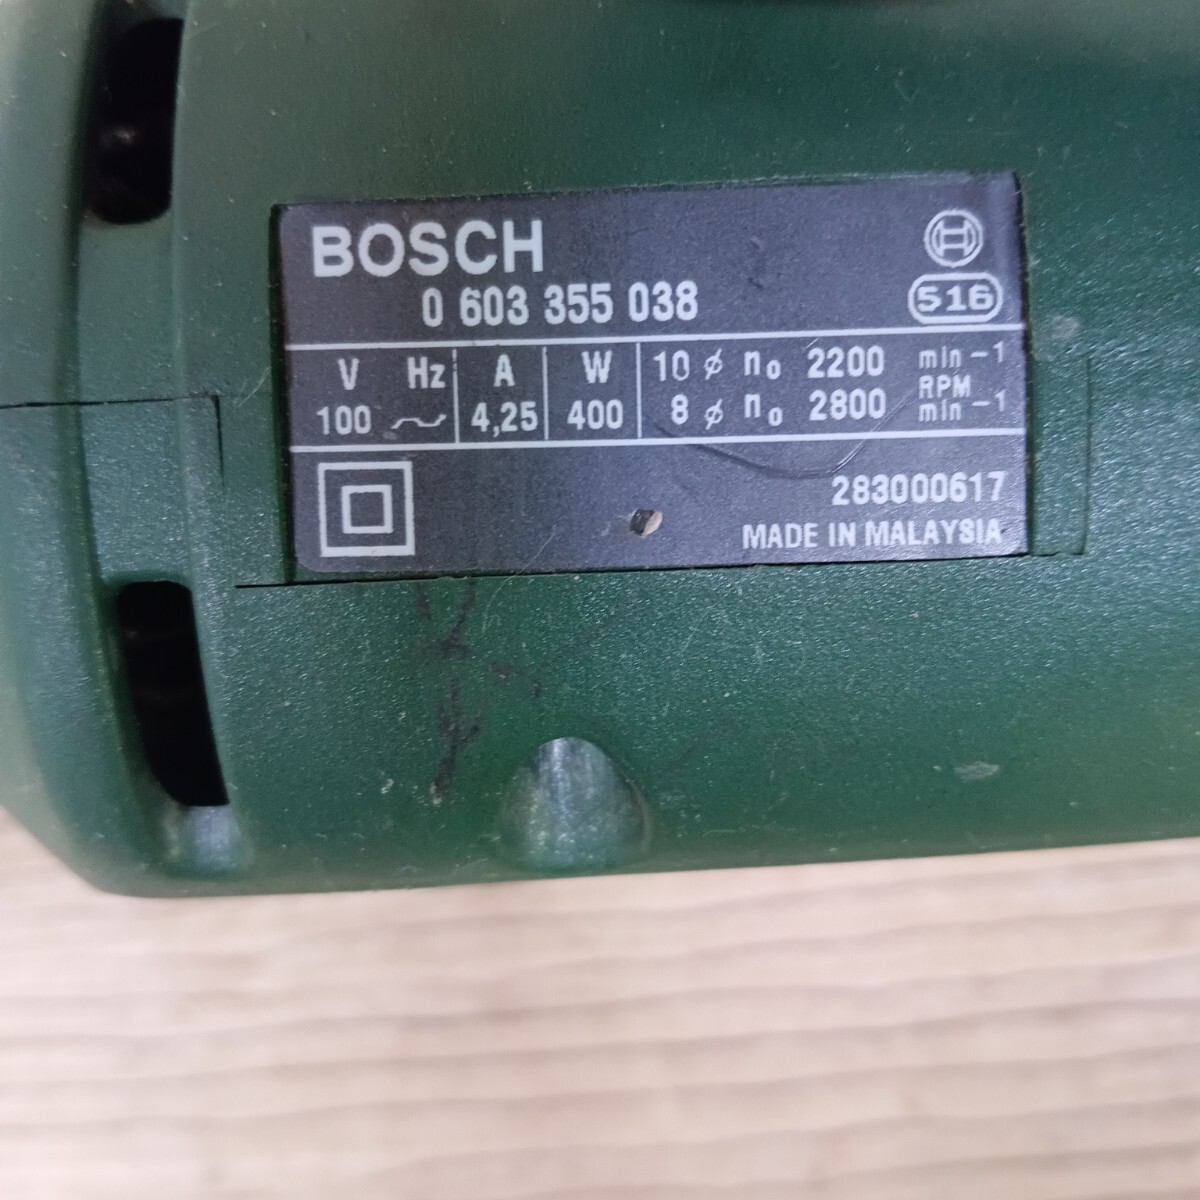 BOSCH
0 603 355 038
516
V Hz A W 10 ø n₀ 2200 min -1
RPM
100 4,25 400 8 ø n₀ 2800 min -1
283000617
MADE IN MALAYSIA